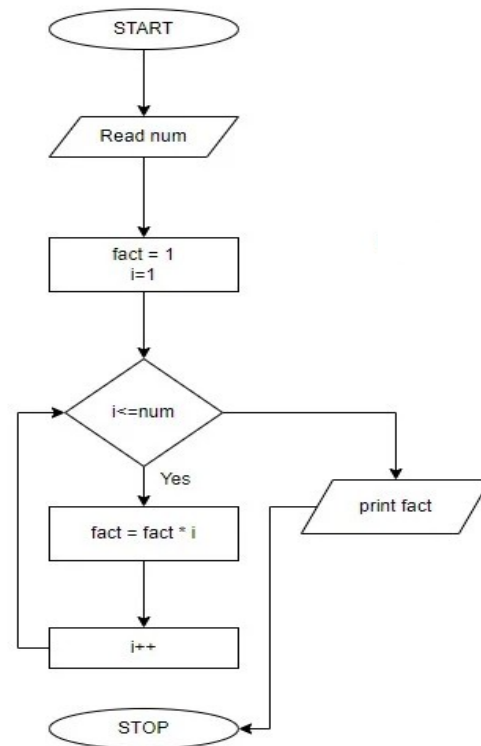 START
Read num
fact = 1
i=1
i<=num
Yes
fact = fact * i
i++
print fact
STOP